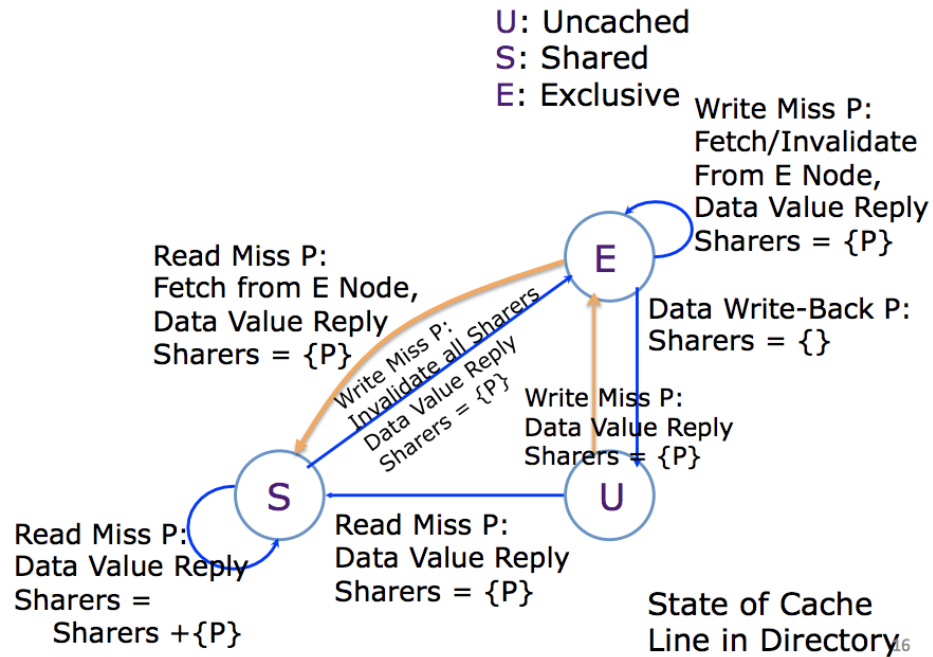 U: Uncached
S: Shared
E: Exclusive
Write Miss P:
Fetch/Invalidate
From E Node,
Data Value Reply
Sharers = {P}
E
Read Miss P:
Fetch from E Node,
Data Value Reply
Sharers = {P}
Write Miss P:
Invalidate all Sharers
Data Value Reply
Sharers = {P}
Data Write-Back P:
Sharers = {}
Write Miss P:
Data Value Reply
Sharers = {P}
S
U
Read Miss P:
Data Value Reply
Sharers =
Sharers +{P}
Read Miss P:
Data Value Reply
Sharers = {P}
State of Cache
Line in Directory
16